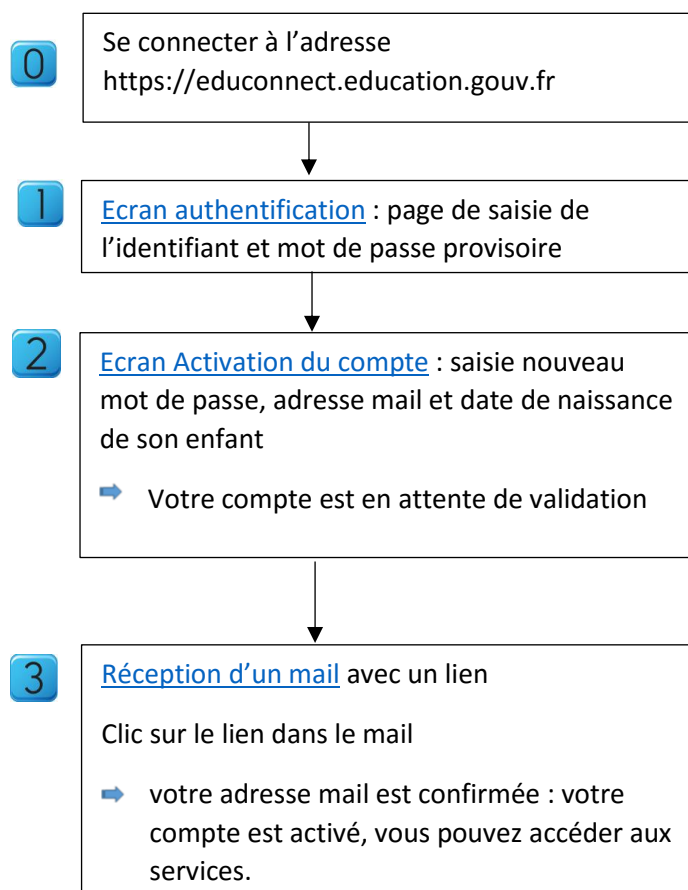 0
Se connecter à l’adresse
https://educonnect.education.gouv.fr
1
Ecran authentification : page de saisie de
l’identifiant et mot de passe provisoire
2
Ecran Activation du compte : saisie nouveau
mot de passe, adresse mail et date de naissance
de son enfant
Votre compte est en attente de validation
3
Réception d’un mail avec un lien
Clic sur le lien dans le mail
votre adresse mail est confirmée : votre
compte est activé, vous pouvez accéder aux
services.